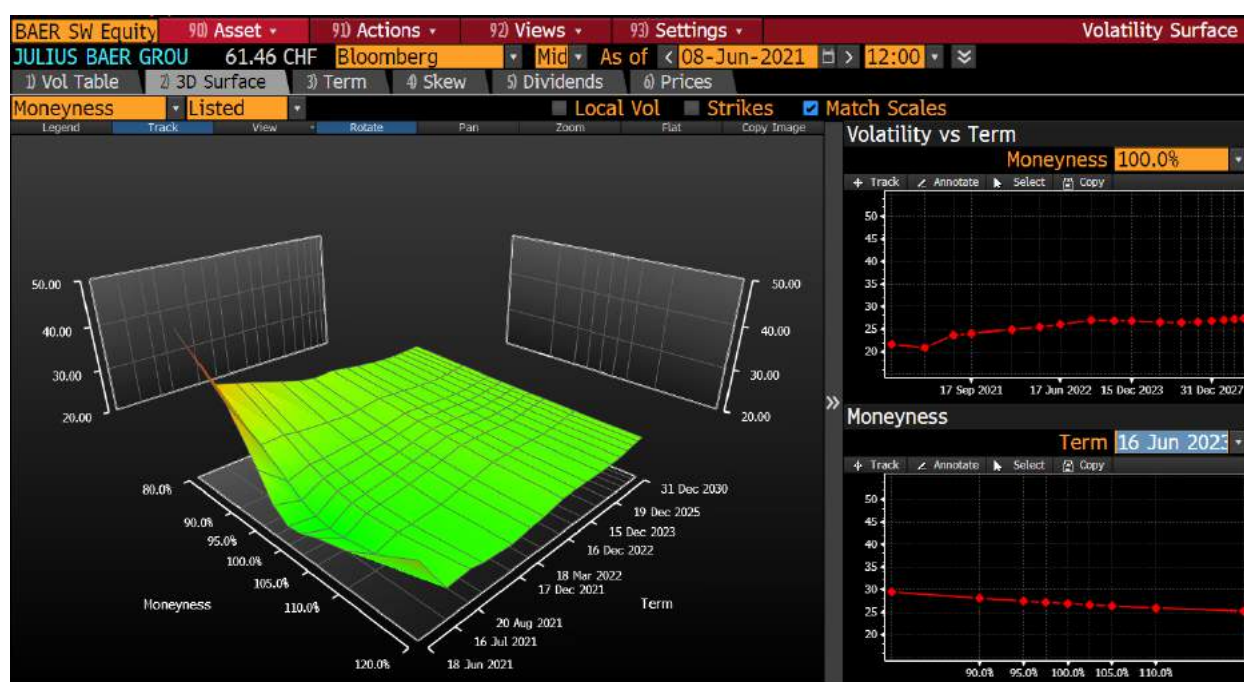 BAER SW Equity 90) Asset 91) Actions 92) Views 93) Settings Volatility Surface
JULIUS BAER GROU 61.46 CHF Bloomberg Mid As of < 08-Jun-2021 > 12:00
1) Vol Table 2) 3D Surface 3) Term 4) Skew 5) Dividends 6) Prices
Moneyness Listed Local Vol Strikes Match Scales
Legend Track View Rotate Pan Zoom Flat Copy Image
50.00
40.00
30.00
20.00
50.00
40.00
30.00
20.00
80.0%
90.0%
95.0%
100.0%
105.0%
110.0%
120.0%
Moneyness
31 Dec 2030
19 Dec 2025
15 Dec 2023
16 Dec 2022
18 Mar 2022
17 Dec 2021
20 Aug 2021
16 Jul 2021
18 Jun 2021
Term
»
Volatility vs Term
Moneyness 100.0%
Track Annotate Select Copy
50
45
40
35
30
25
20
17 Sep 2021 17 Jun 2022 15 Dec 2023 31 Dec 2027
Moneyness
Term 16 Jun 2023
Track Annotate Select Copy
50
45
40
35
30
25
20
90.0% 95.0% 100.0% 105.0% 110.0%